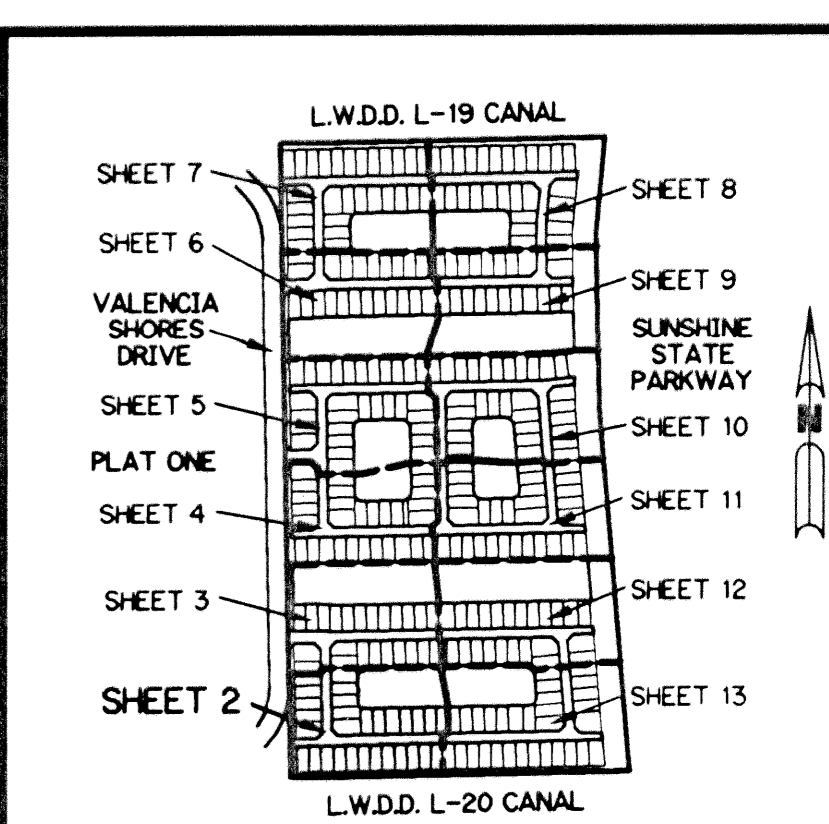 L.W.D.D. L-19 CANAL
SHEET 7
SHEET 8
SHEET 6
SHEET 9
VALENCIA
SHORES
DRIVE
SUNSHINE
STATE
PARKWAY
SHEET 5
SHEET 10
N
PLAT ONE
SHEET 4
SHEET 11
SHEET 3
SHEET 12
SHEET 2
SHEET 13
L.W.D.D. L-20 CANAL